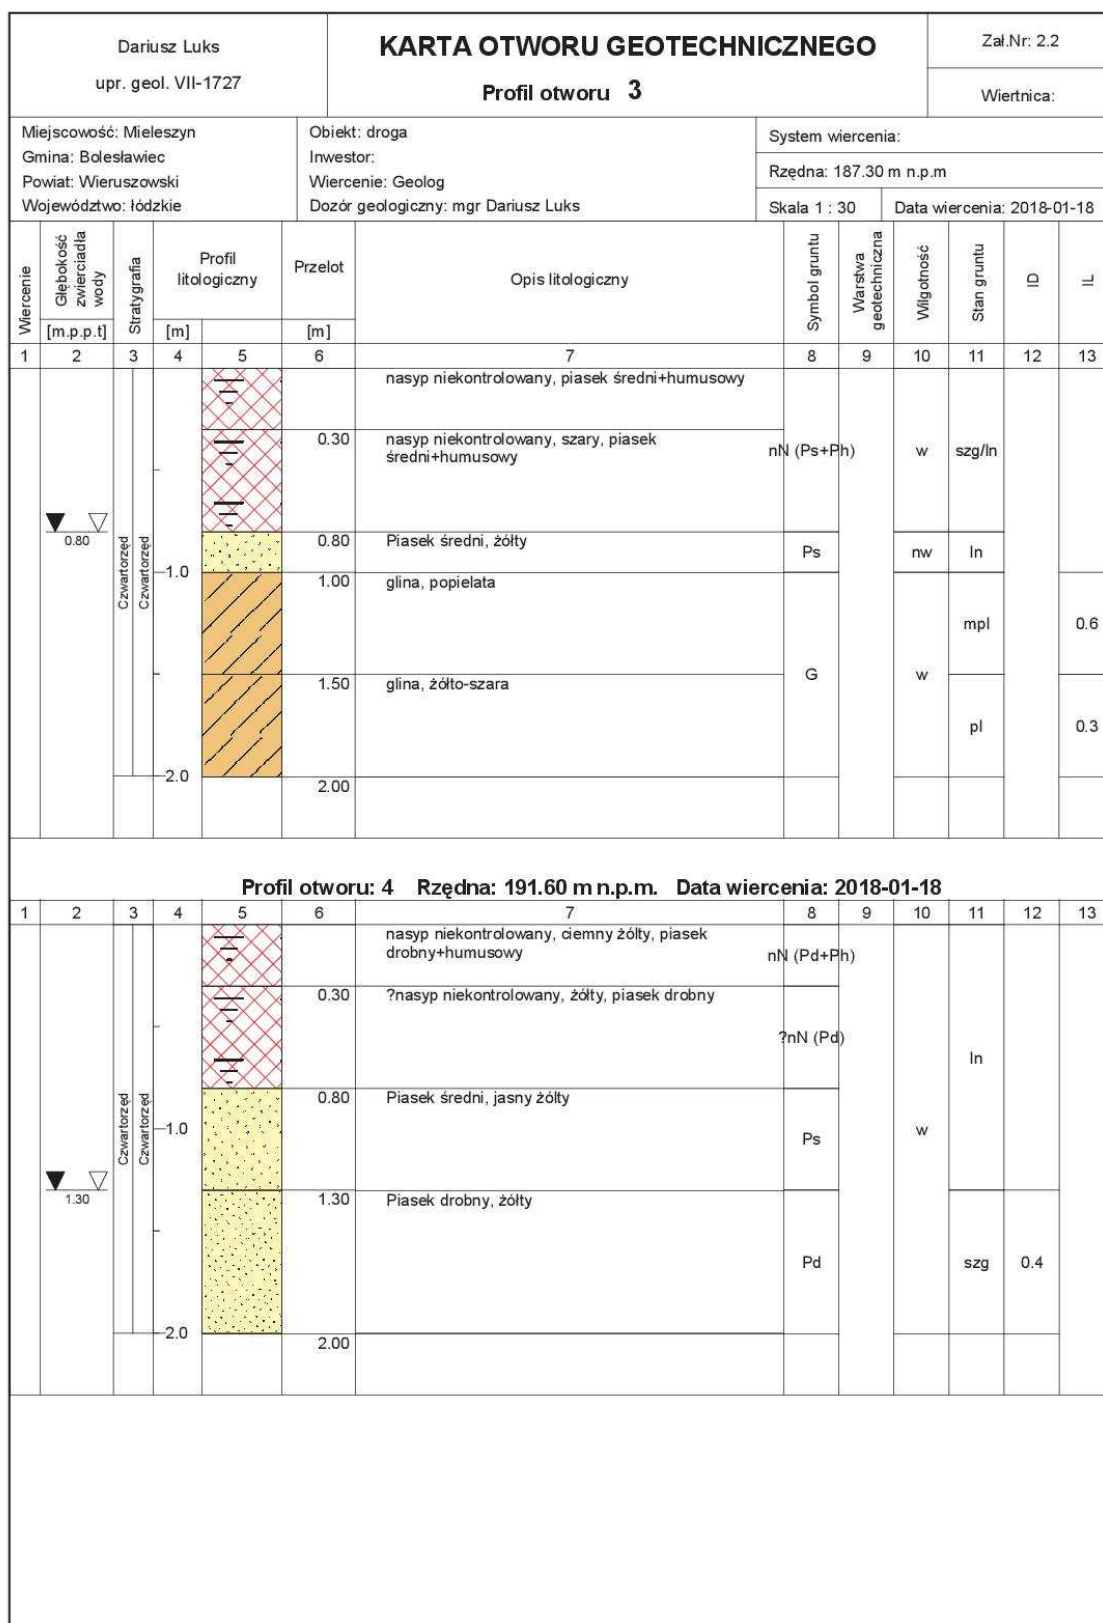 Dariusz Luks
upr. geol. VII-1727
KARTA OTWORU GEOTECHNICZNEGO
Profil otworu 3
Zał.Nr: 2.2
Wiertnica:
Miejscowość: Mieleszyn
Gmina: Bolesławiec
Powiat: Wieruszowski
Województwo: łódzkie
Obiekt: droga
Inwestor:
Wiercenie: Geolog
Dozór geologiczny: mgr Dariusz Luks
System wiercenia:
Rzędna: 187.30 m n.p.m
Skala 1 : 30
Data wiercenia: 2018-01-18
Wiercenie
Głębokość
zwierciadła
wody
[m.p.p.t]
Stratygrafia
Profil
litologiczny
[m]
Przelot
[m]
Opis litologiczny
Symbol gruntu
Warstwa
geotechniczna
Wilgotność
Stan gruntu
ID
IL
1 2 3 4 5 6 7 8 9 10 11 12 13
nasyp niekontrolowany, piasek średni+humusowy
0.30 nasyp niekontrolowany, szary, piasek
średni+humusowy
nN (Ps+Ph) w szg/ln
0.80
Czwartorzęd
Czwartorzęd
0.80 Piasek średni, żółty
Ps nw ln
1.0
1.00 glina, popielata
mpl 0.6
G w
1.50 glina, żółto-szara
pl 0.3
2.0
2.00
Profil otworu: 4 Rzędna: 191.60 m n.p.m. Data wiercenia: 2018-01-18
1 2 3 4 5 6 7 8 9 10 11 12 13
nasyp niekontrolowany, ciemny żółty, piasek
drobny+humusowy
nN (Pd+Ph)
0.30 ?nasyp niekontrolowany, żółty, piasek drobny
?nN (Pd)
ln
0.80 Piasek średni, jasny żółty
Czwartorzęd
Czwartorzęd
1.0
Ps w
1.30
1.30 Piasek drobny, żółty
Pd szg 0.4
2.0
2.00